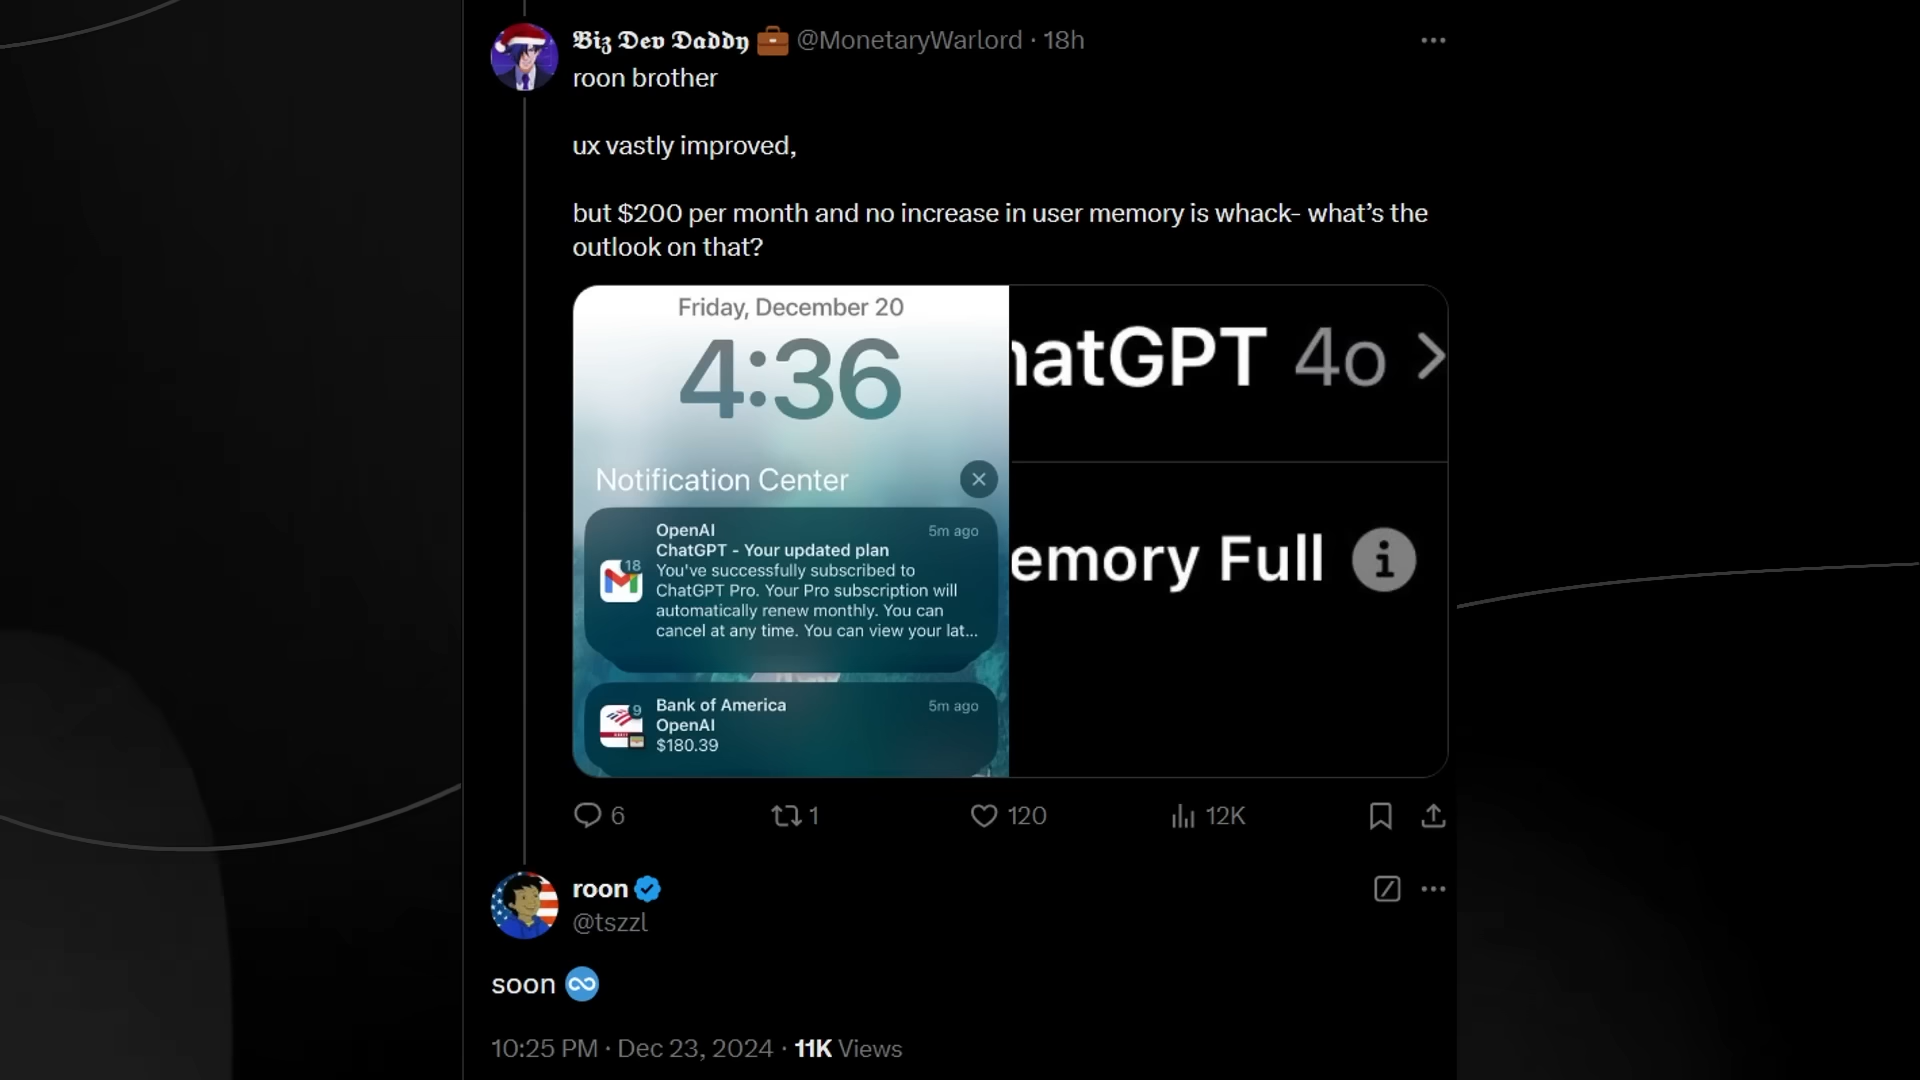 𝕭𝖎𝖟 𝕯𝖊𝖛 𝕯𝖆𝖉𝖉𝖞 💼 @MonetaryWarlord · 18h
roon brother
ux vastly improved,
but $200 per month and no increase in user memory is whack- what’s the
outlook on that?
Friday, December 20
4:36
Notification Center
OpenAI 5m ago
ChatGPT - Your updated plan
18
You've successfully subscribed to
ChatGPT Pro. Your Pro subscription will
automatically renew monthly. You can
cancel at any time. You can view your lat...
Bank of America 5m ago
9
OpenAI
$180.39
hatGPT 4o >
emory Full
6 1 120 12K
roon
@tszzl
soon ♾️
10:25 PM · Dec 23, 2024 · 11K Views